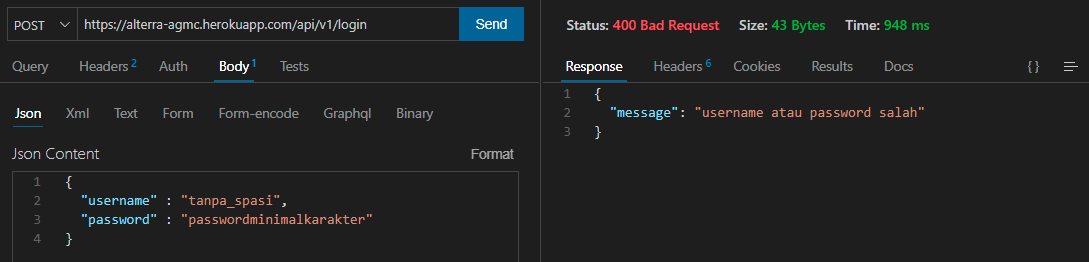 POST https://alterra-agmc.herokuapp.com/api/v1/login Send
Query Headers 2 Auth Body 1 Tests
Json Xml Text Form Form-encode Graphql Binary
Json Content Format
1 {
2 "username" : "tanpa_spasi",
3 "password" : "passwordminimalkarakter"
4 }
Status: 400 Bad Request Size: 43 Bytes Time: 948 ms
Response Headers 6 Cookies Results Docs { }
1 {
2 "message": "username atau password salah"
3 }